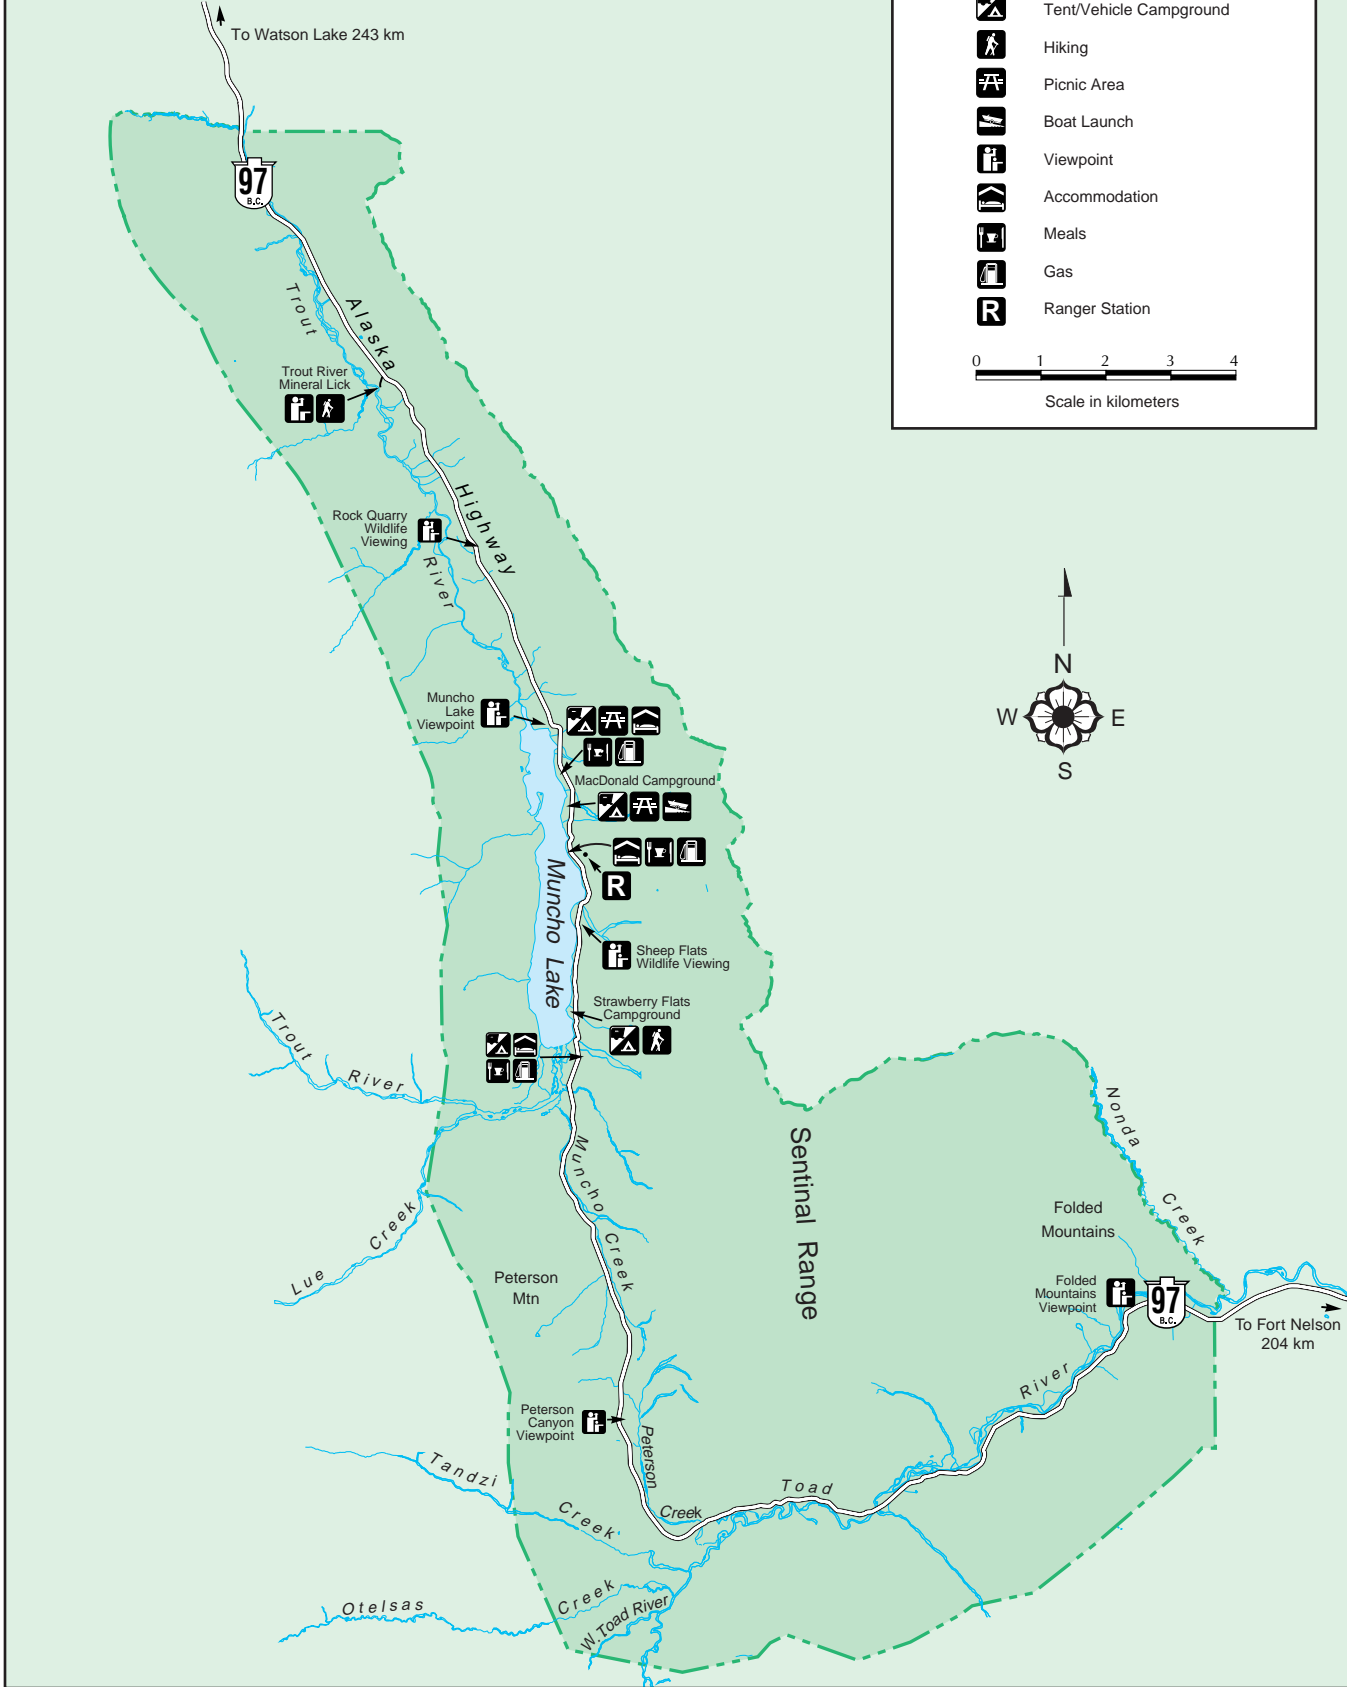 To Watson Lake 243 km
Tent/Vehicle Campground
Hiking
Picnic Area
Boat Launch
Viewpoint
Accommodation
Meals
Gas
R
Ranger Station
0 1 2 3 4
Scale in kilometers
97
B.C.
Trout
Alaska
Trout River
Mineral Lick
Highway
Rock Quarry
Wildlife
Viewing
River
N
W E
S
Muncho
Lake
Viewpoint
MacDonald Campground
R
Muncho Lake
Sheep Flats
Wildlife Viewing
Strawberry Flats
Campground
Trout
River
Nonda
Creek
Muncho
Creek
Sentinal Range
Lue
Creek
Folded
Mountains
Peterson
Mtn
Folded
Mountains
Viewpoint
97
B.C.
To Fort Nelson
204 km
River
Peterson
Canyon
Viewpoint
Peterson
Creek
Toad
Tandzi
Creek
Otelsas
Creek
W.Toad River